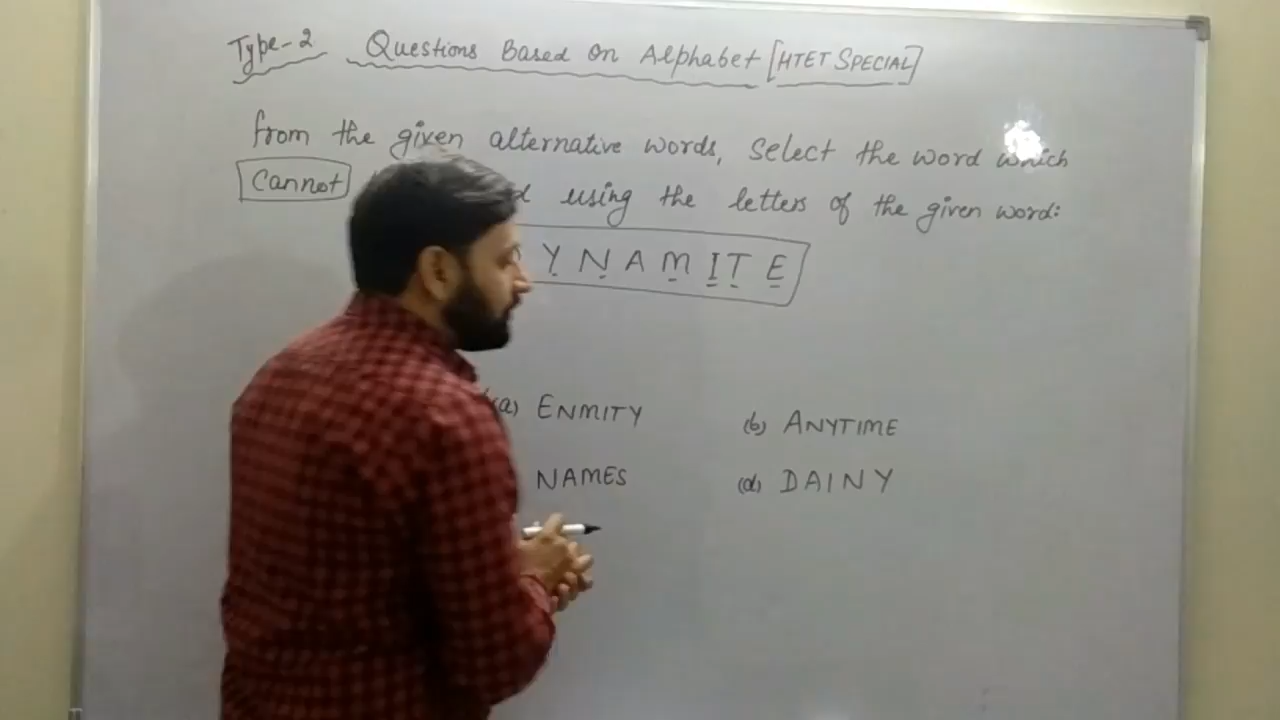 Type-2 Questions Based on Alphabet [HTET SPECIAL]
from the given alternative words, Select the word which
Cannot using the letters of the given word:
Y N A M I T E
(a) ENMITY (b) ANYTIME
NAMES (d) DAINY